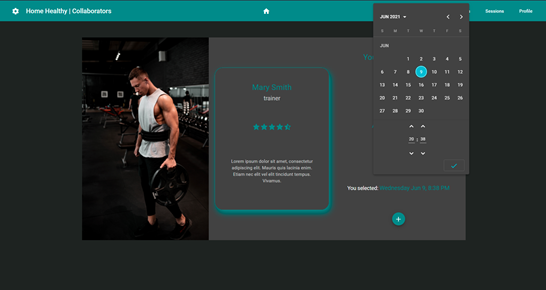 Home Healthy | Collaborators
Sessions
Profile
JUN 2021
S M T W T F S
JUN
1 2 3 4 5
6 7 8 9 10 11 12
13 14 15 16 17 18 19
20 21 22 23 24 25 26
27 28 29 30
20 : 28
Yo
Mary Smith
trainer
Lorem ipsum dolor sit amet, consectetur
adipiscing elit. Mauris quis lacinia enim.
Etiam nec elit vel elit tincidunt tempus.
Vivamus.
You selected: Wednesday Jun 9, 8:28 PM
+